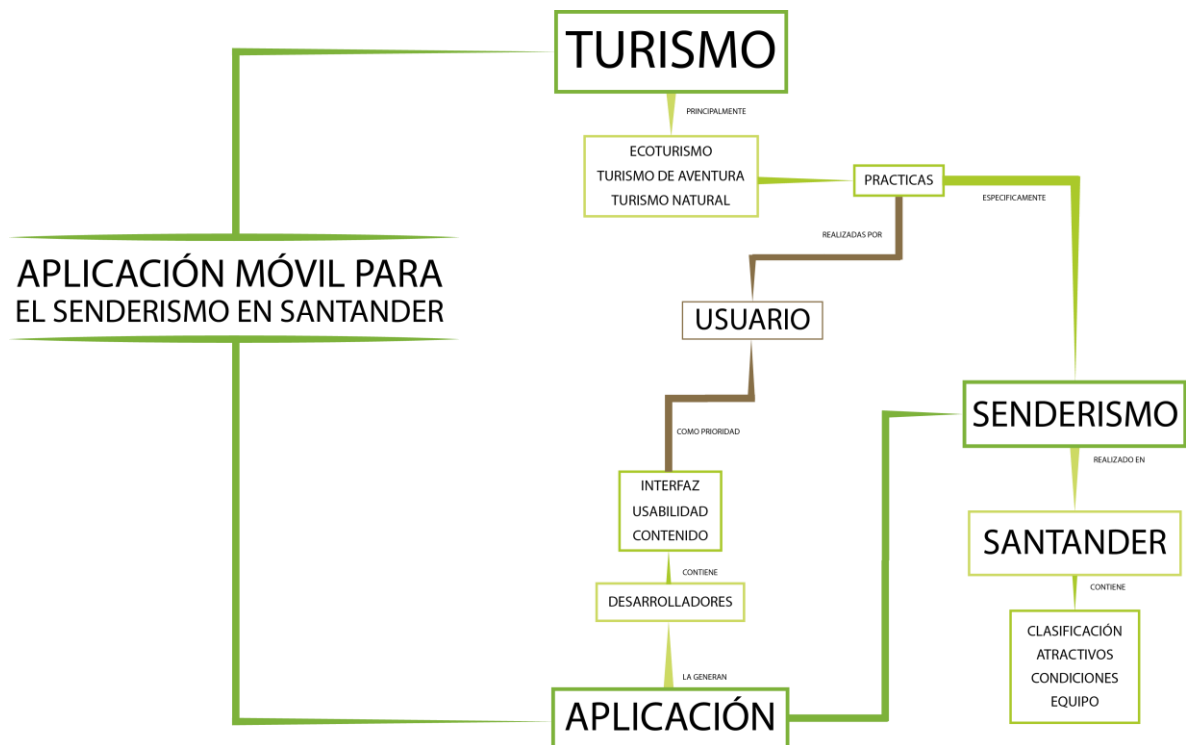 TURISMO
PRINCIPALMENTE
ECOTURISMO
TURISMO DE AVENTURA
TURISMO NATURAL
PRACTICAS
ESPECIFICAMENTE
REALIZADAS POR
APLICACIÓN MÓVIL PARA
EL SENDERISMO EN SANTANDER
USUARIO
SENDERISMO
COMO PRIORIDAD
REALIZADO EN
INTERFAZ
USABILIDAD
CONTENIDO
SANTANDER
CONTIENE
CONTIENE
DESARROLLADORES
CLASIFICACIÓN
ATRACTIVOS
CONDICIONES
EQUIPO
LA GENERAN
APLICACIÓN